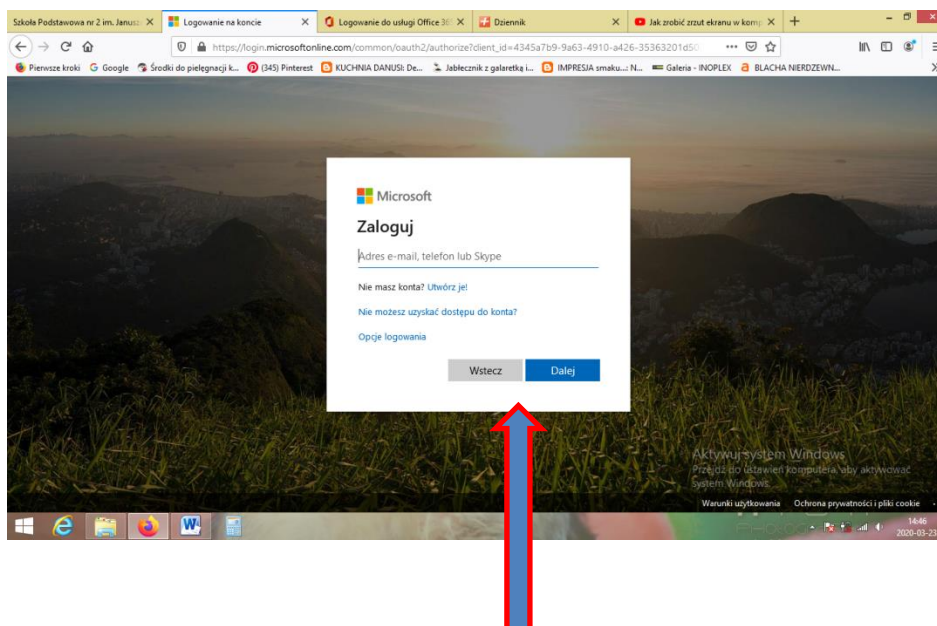 Szkoła Podstawowa nr 2 im. Janusz
Logowanie na koncie
Logowanie do usługi Office 365
Dziennik
Jak zrobić zrzut ekranu w komp
https://login.microsoftonline.com/common/oauth2/authorize?client_id=4345a7b9-9a63-4910-a426-35363201d50
Pierwsze kroki
Google
Środki do pielęgnacji k...
(345) Pinterest
KUCHNIA DANUSI: De...
Jabłecznik z galaretką i...
IMPRESJA smaku...: N...
Galeria - INOPLEX
BLACHA NIERDZEWN...
Microsoft
Zaloguj
Adres e-mail, telefon lub Skype
Nie masz konta? Utwórz je!
Nie możesz uzyskać dostępu do konta?
Opcje logowania
Wstecz
Dalej
Aktywuj system Windows
Przejdź do ustawień komputera, aby aktywować
system Windows.
Warunki użytkowania
Ochrona prywatności i pliki cookie
14:46
2020-03-23